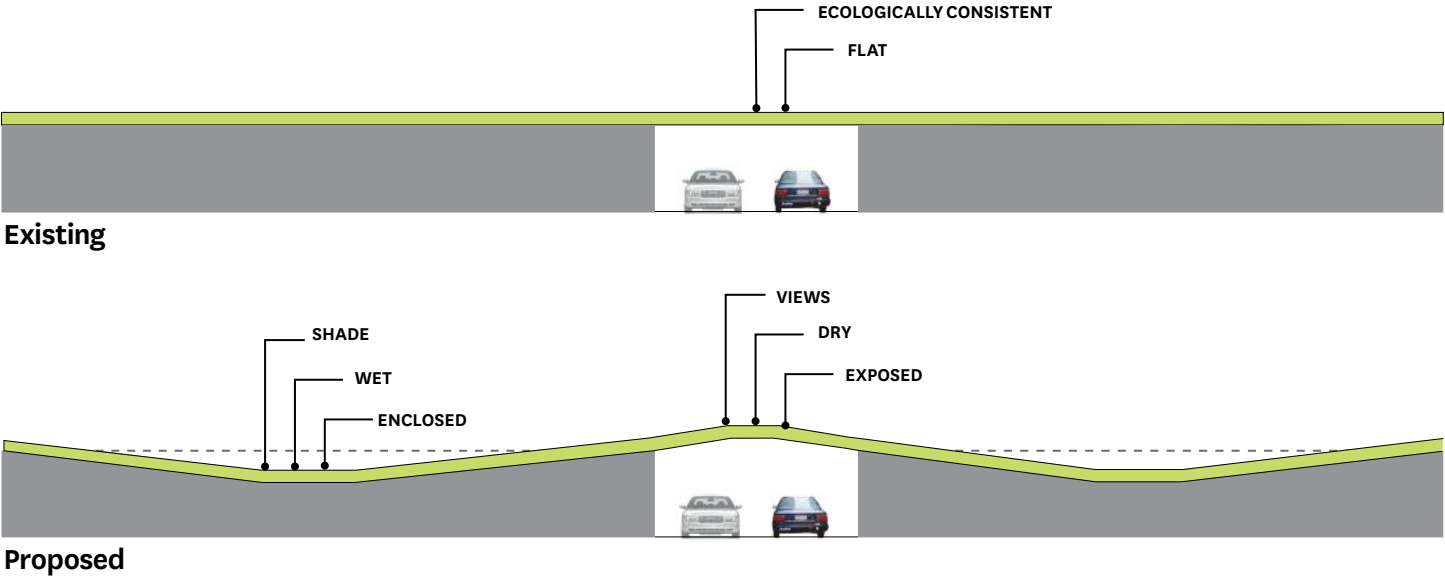 ECOLOGICALLY CONSISTENT
FLAT
Existing
VIEWS
SHADE
DRY
WET
EXPOSED
ENCLOSED
Proposed